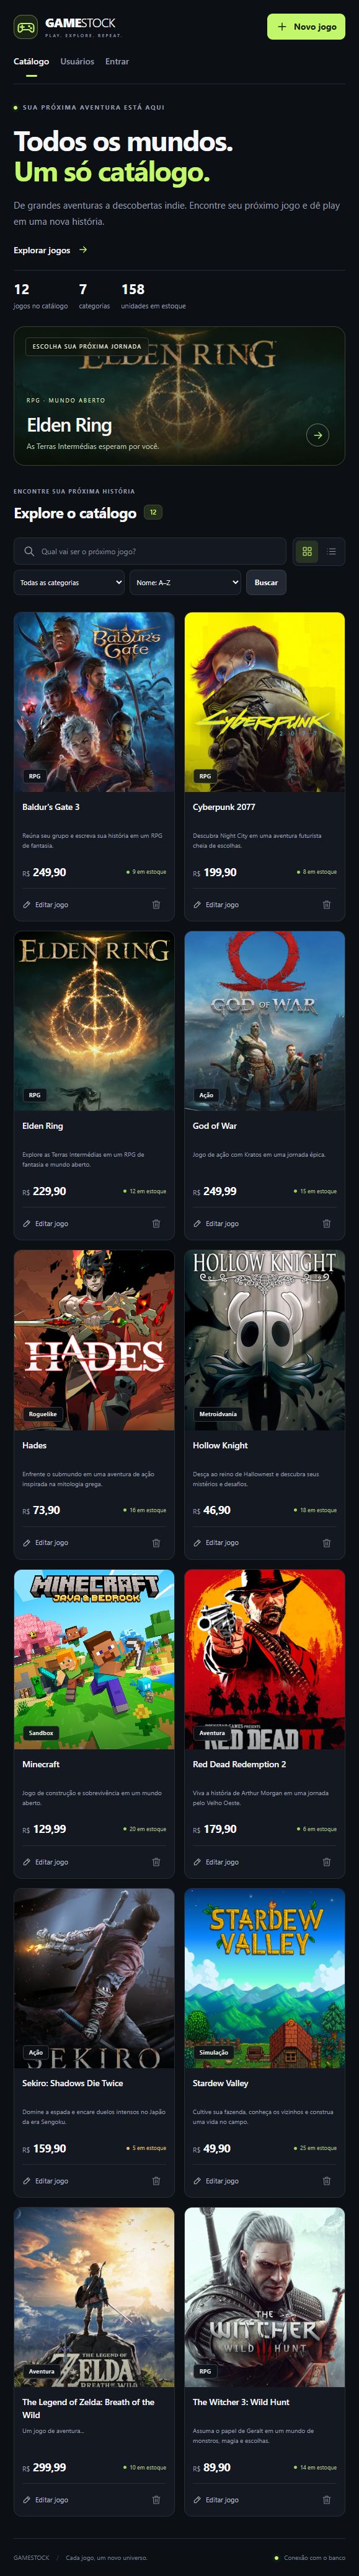 GAMESTOCK
PLAY. EXPLORE. REPEAT.
+ Novo jogo
Catálogo Usuários Entrar
SUA PRÓXIMA AVENTURA ESTÁ AQUI
Todos os mundos.
Um só catálogo.
De grandes aventuras a descobertas indie. Encontre seu próximo jogo e dê play
em uma nova história.
Explorar jogos →
12 7 158
jogos no catálogo categorias unidades em estoque
ESCOLHA SUA PRÓXIMA JORNADA
ELDEN RING
RPG · MUNDO ABERTO
Elden Ring
As Terras Intermédias esperam por você.
ENCONTRE SUA PRÓXIMA HISTÓRIA
Explore o catálogo 12
Qual vai ser o próximo jogo?
Todas as categorias Nome: A–Z Buscar
Baldur's Gate
RPG
Baldur's Gate 3
Reúna seu grupo e escreva sua história em um RPG
de fantasia.
R$ 249,90 9 em estoque
Editar jogo
Cyberpunk
2077
RPG
Cyberpunk 2077
Descubra Night City em uma aventura futurista
cheia de escolhas.
R$ 199,90 8 em estoque
Editar jogo
ELDEN RING
RPG
Elden Ring
Explore as Terras Intermédias em um RPG de
fantasia e mundo aberto.
R$ 229,90 12 em estoque
Editar jogo
GOD OF WAR
Ação
God of War
Jogo de ação com Kratos em uma jornada épica.
R$ 249,99 15 em estoque
Editar jogo
HADES
Roguelike
Hades
Enfrente o submundo em uma aventura de ação
inspirada na mitologia grega.
R$ 73,90 16 em estoque
Editar jogo
HOLLOW KNIGHT
Metroidvania
Hollow Knight
Desça ao reino de Hallownest e descubra seus
mistérios e desafios.
R$ 46,90 18 em estoque
Editar jogo
MINECRAFT
JAVA & BEDROCK
Sandbox
Minecraft
Jogo de construção e sobrevivência em um mundo
aberto.
R$ 129,99 20 em estoque
Editar jogo
GAMES PRESENTS
RED DEAD II
Aventura
Red Dead Redemption 2
Viva a história de Arthur Morgan em uma jornada
pelo Velho Oeste.
R$ 179,90 6 em estoque
Editar jogo
SEKIRO
Ação
Sekiro: Shadows Die Twice
Domine a espada e encare duelos intensos no Japão
da era Sengoku.
R$ 159,90 5 em estoque
Editar jogo
STARDEW
VALLEY
Simulação
Stardew Valley
Cultive sua fazenda, conheça os vizinhos e construa
uma vida no campo.
R$ 49,90 25 em estoque
Editar jogo
THE LEGEND OF
ZELDA
BREATH OF THE WILD
Aventura
The Legend of Zelda: Breath of the
Wild
Um jogo de aventura...
R$ 299,99 10 em estoque
Editar jogo
THE
WITCHER
WILD HUNT
RPG
The Witcher 3: Wild Hunt
Assuma o papel de Geralt em um mundo de
monstros, magia e escolhas.
R$ 89,90 14 em estoque
Editar jogo
GAMESTOCK / Cada jogo, um novo universo.
Conexão com o banco